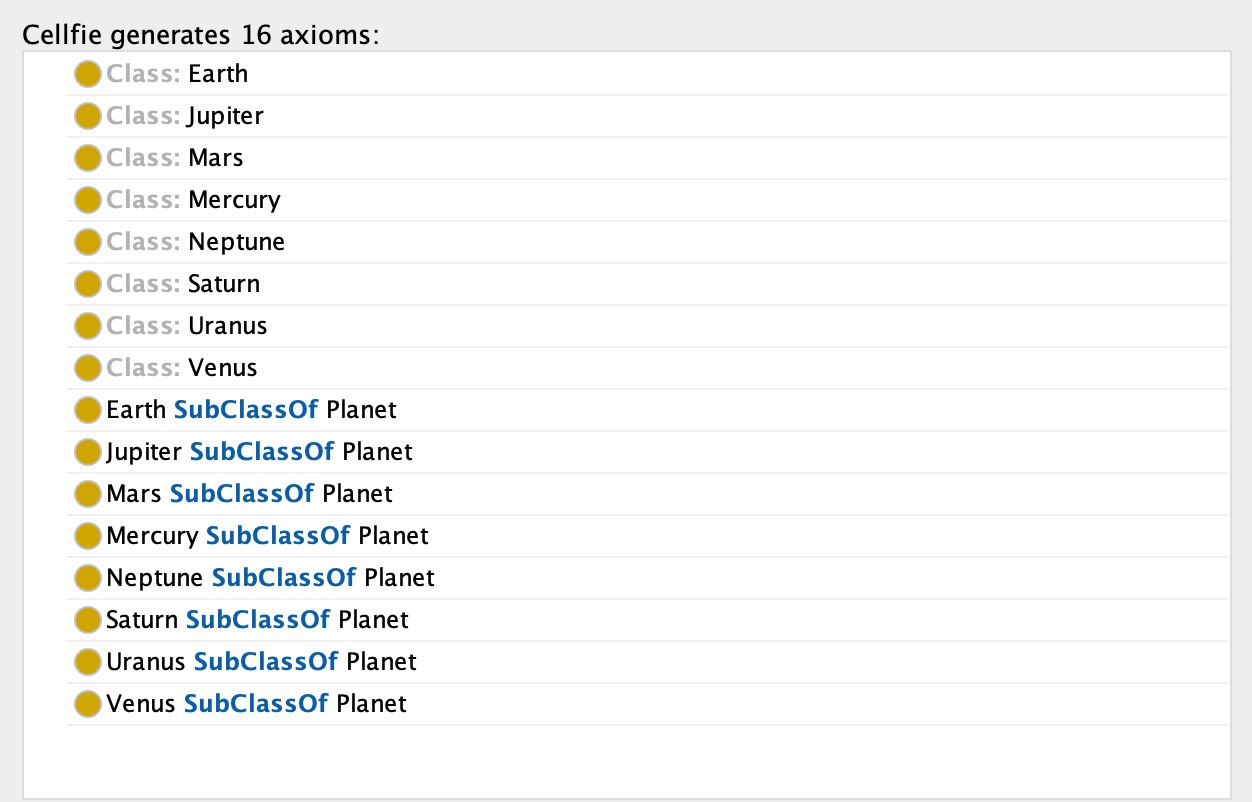 Cellfie generates 16 axioms:
Class: Earth
Class: Jupiter
Class: Mars
Class: Mercury
Class: Neptune
Class: Saturn
Class: Uranus
Class: Venus
Earth SubClassOf Planet
Jupiter SubClassOf Planet
Mars SubClassOf Planet
Mercury SubClassOf Planet
Neptune SubClassOf Planet
Saturn SubClassOf Planet
Uranus SubClassOf Planet
Venus SubClassOf Planet